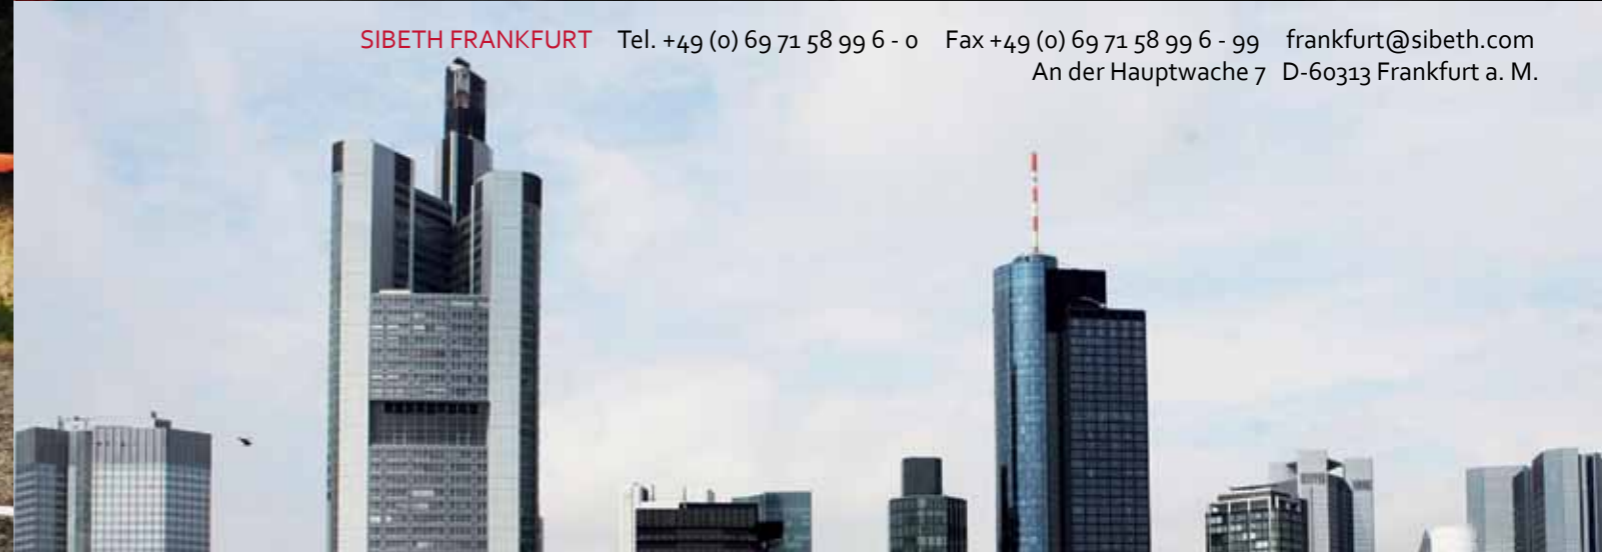 SIBETH FRANKFURT Tel. +49 (0) 69 71 58 99 6 - 0 Fax +49 (0) 69 71 58 99 6 - 99 frankfurt@sibeth.com
An der Hauptwache 7 D-60313 Frankfurt a. M.